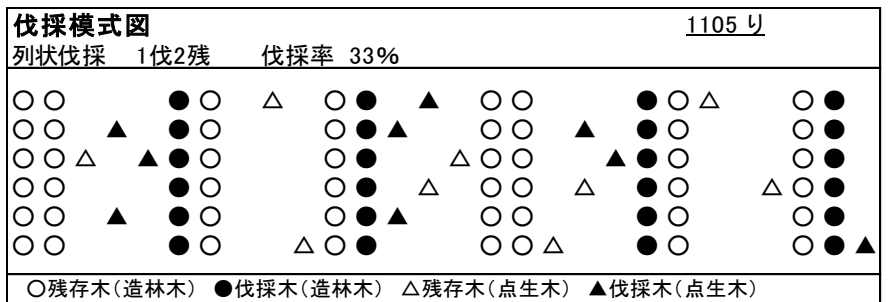 伐採模式図 1105 り
列状伐採 1伐2残 伐採率 33%
○○ ●○ △ ○● ▲ ○○ ●○△ ○●
○○ ▲ ●○ ○●▲ ○○ ▲ ●○ ○●
○○△ ▲●○ ○● △○○ ▲●○ ○●
○○ ●○ ○● △ ○○ △ ●○ △○●
○○ ▲ ●○ ○●▲ ○○ ●○ ○●
○○ ●○ △○● ○○△ ●○ ○●▲
○残存木(造林木) ●伐採木(造林木) △残存木(点生木) ▲伐採木(点生木)